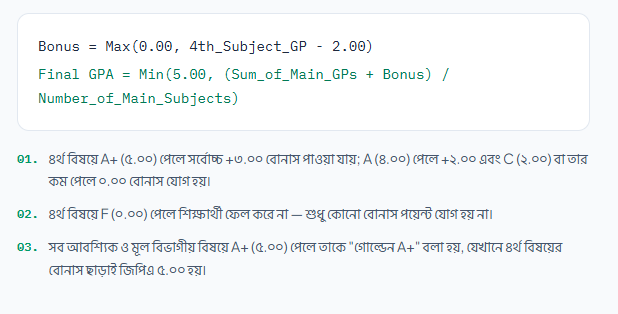 Bonus = Max(0.00, 4th_Subject_GP - 2.00)
Final GPA = Min(5.00, (Sum_of_Main_GPs + Bonus) /
Number_of_Main_Subjects)
01. ৪র্থ বিষয়ে A+ (৫.০০) পেলে সর্বোচ্চ +৩.০০ বোনাস পাওয়া যায়; A (৪.০০) পেলে +২.০০ এবং C (২.০০) বা তার
কম পেলে ০.০০ বোনাস যোগ হয়।
02. ৪র্থ বিষয়ে F (০.০০) পেলে শিক্ষার্থী ফেল করে না — শুধু কোনো বোনাস পয়েন্ট যোগ হয় না।
03. সব আবশ্যিক ও মূল বিভাগীয় বিষয়ে A+ (৫.০০) পেলে তাকে "গোল্ডেন A+" বলা হয়, যেখানে ৪র্থ বিষয়ের
বোনাস ছাড়াই জিপিএ ৫.০০ হয়।